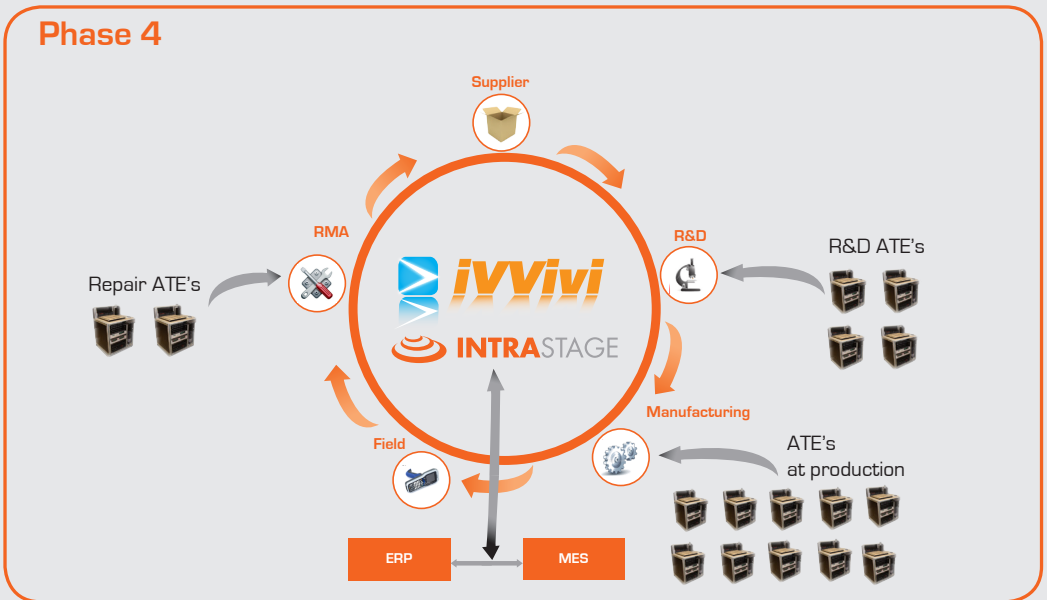 Phase 4
Supplier
RMA
R&D
R&D ATE's
Repair ATE's
iVVivi
INTRASTAGE
Manufacturing
Field
ATE's
at production
ERP
MES